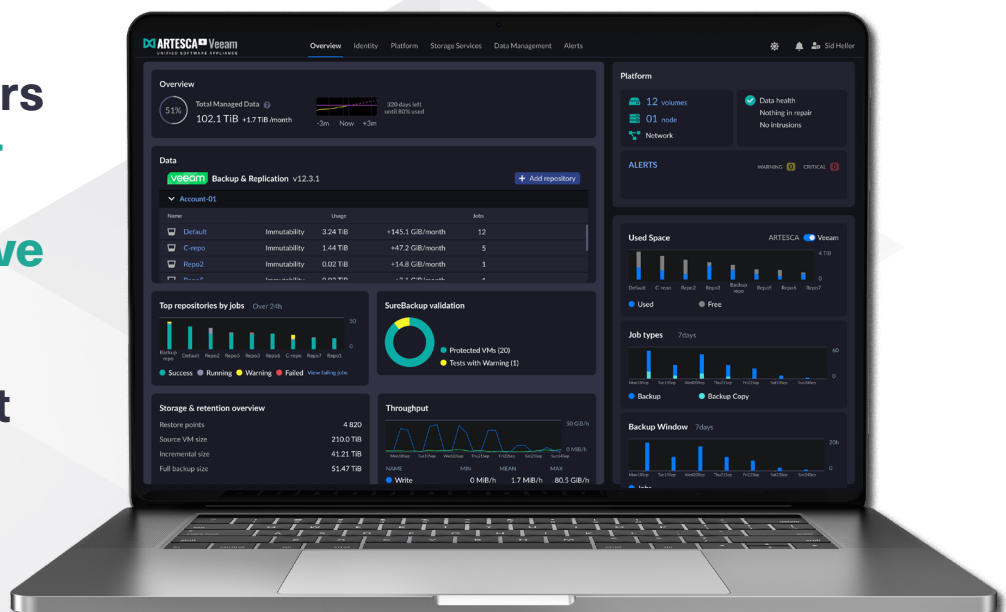 rs
ve
t
ARTESCA + Veeam
UNIFIED SOFTWARE APPLIANCE
Overview Identity Platform Storage Services Data Management Alerts
Sid Heller
Overview
51%
Total Managed Data
102.1 TiB +1.7 TiB /month
320 days left
until 80% used
-3m Now +3m
Data
veeam Backup & Replication v12.3.1
+ Add repository
Account-01
Name Usage Jobs
Default Immutability 3.24 TiB +145.1 GiB/month 12
C-repo Immutability 1.44 TiB +47.2 GiB/month 5
Repo2 Immutability 0.02 TiB +14.8 GiB/month 1
Top repositories by jobs Over 24h
50
0
Backup repo Default Repo2 Repo5 Repo3 Repo6 C-repo Repo7 Repo1
Success Running Warning Failed View failing jobs
SureBackup validation
Protected VMs (20)
Tests with Warning (1)
Storage & retention overview
Restore points 4 820
Source VM size 210.0 TiB
Incremental size 41.21 TiB
Full backup size 51.47 TiB
Throughput
50 GiB/h
0 MiB/h
NAME MIN MEAN MAX
Write 0 MiB/h 1.7 MiB/h 80.5 GiB/h
Platform
12 volumes
01 node
Network
Data health
Nothing in repair
No intrusions
ALERTS
WARNING 0 CRITICAL 0
Used Space
ARTESCA Veeam
4 TiB
0
Default C-repo Repo2 Repo3 Backup repo Repo5 Repo6 Repo7
Used Free
Job types 7days
60
0
Backup Backup Copy
Backup Window 7days
20h
0